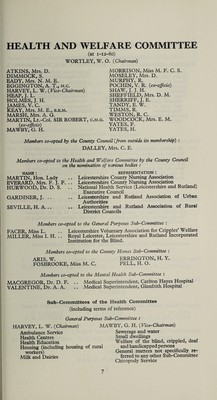 HEALTH AND WELFARE COMMITTEE
(at 1-12-60)
WORTLEY, W. O. (Chairman)
ATKINS, Mrs. D.
DIMMOCK, S.
EADY, Mrs. N. M. E.
EGGINGTON, A. T., M.C.
HARVEY, L. W. (Vice-Chairman)
HEAP, J. L.
HOLMES, J. H.
JAMES, V. C.
KEAY, Mrs. M. E., B.E.M.
MARSH, Mrs. A. G.
MARTIN, Lt.-Col. SIR ROBERT, C.M.G. (ex-officio)
MAWBY, G. H.
MORRISON, Miss M. F. C. S.
MOSELEY, Mrs. D.
MURPHY, R.
POCHIN, V. R. (ex-officio)
SHAW, J. J. H.
SHEFFIELD, Mrs. D. M.
SHERRIFF, J. E.
TANDY, E. W.
TIMMS, R.
WESTON, R. C.
WOODCOCK, Mrs. E. M.
YATES, F.
YATES, H.
Members co-opted by the County Council (from outside its membership) :
DALLEY, Mrs. C. E.
Members co-opted to the Health and Welfare Committee by the County Council
on the nomination of various bodies :
NAME : REPRESENTATION :
MARTIN, Hon. Lady .. Leicestershire County Nursing Association
EVERARD, Mrs. P. J. P. .. Leicestershire County Nursing Association
HURWOOD, Dr. D. S. .. National Health Service (Leicestershire and Rutland) Executive Council
GARDINER, J. .. Leicestershire and Rutland Association of Urban Authorities
SEVILLE, H. A. .. Leicestershire and Rutland Association of Rural District Councils
Members co-opted to the General Purposes Sub-Committee :
FACER, Miss L. .. Leicestershire Voluntary Association for Crippers' Welfare
MILLER, Miss I. H. .. Royal Leicester, Leicestershire and Rutland Incorporated Institution for the Blind.
Members co-opted to the County Homes Sub-Committee :
ARIS, W.
FOSBROOKE, Miss M. C.
ERRINGTON, H. Y.
PELL, H. O.
Members co-opted to the Mental Health Sub-Committee :
MACGREGOR, Dr. D. F. .. Medical Superintendent, Carlton Hayes Hospital
VALENTINE, Dr. A. A. .. Medical Superintendent, Glenfrith Hospital
Sub-Committees of the Health Committee
(including terms of reference)
General Purposes Sub-Committee :
HARVEY, L. W. (Chairman) MAWBY, G. H. (Vice-Chairman)
Ambulance Service
Health Centres
Health Education
Housing (including housing of rural workers)
Milk and Dairies
Sewerage and water
Small dwellings
Welfare of the blind, crippled, deaf and handicapped persons
General matters not specifically referred to any other Sub-Committee
Chiropody Service
7